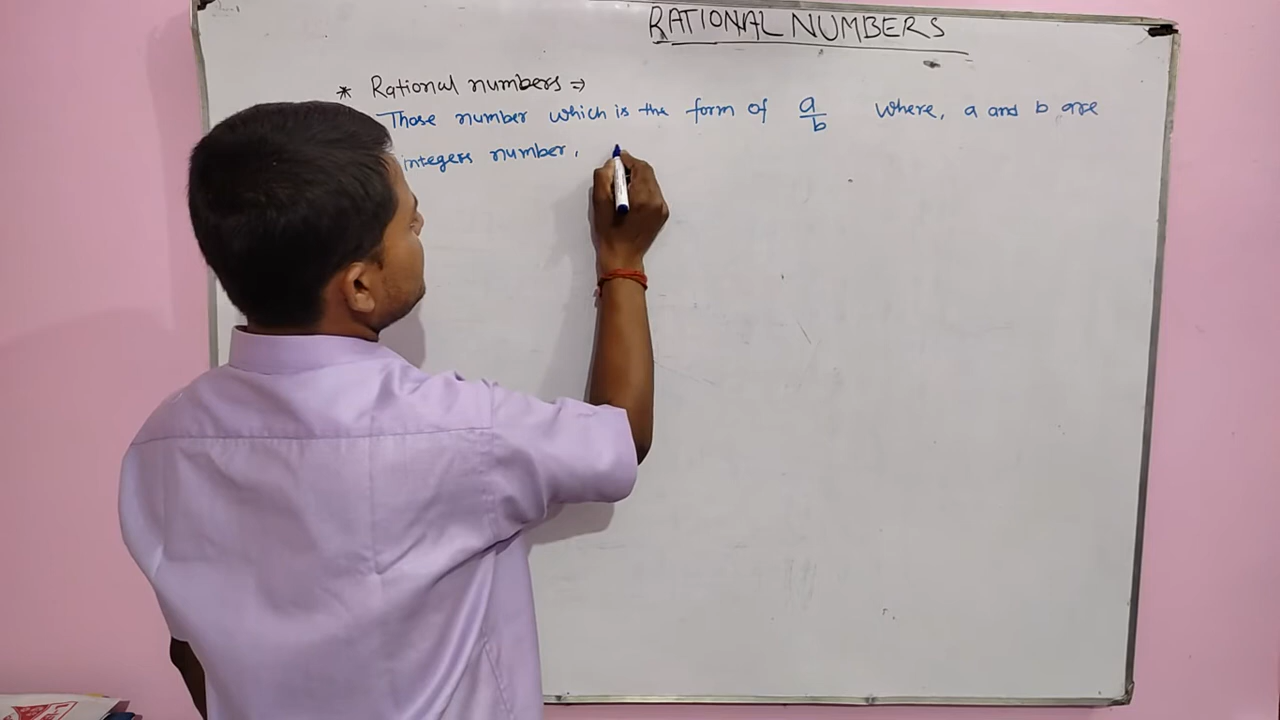 RATIONAL NUMBERS
* Rational numbers ⇒
Those number which is the form of a/b where, a and b are
integers number,